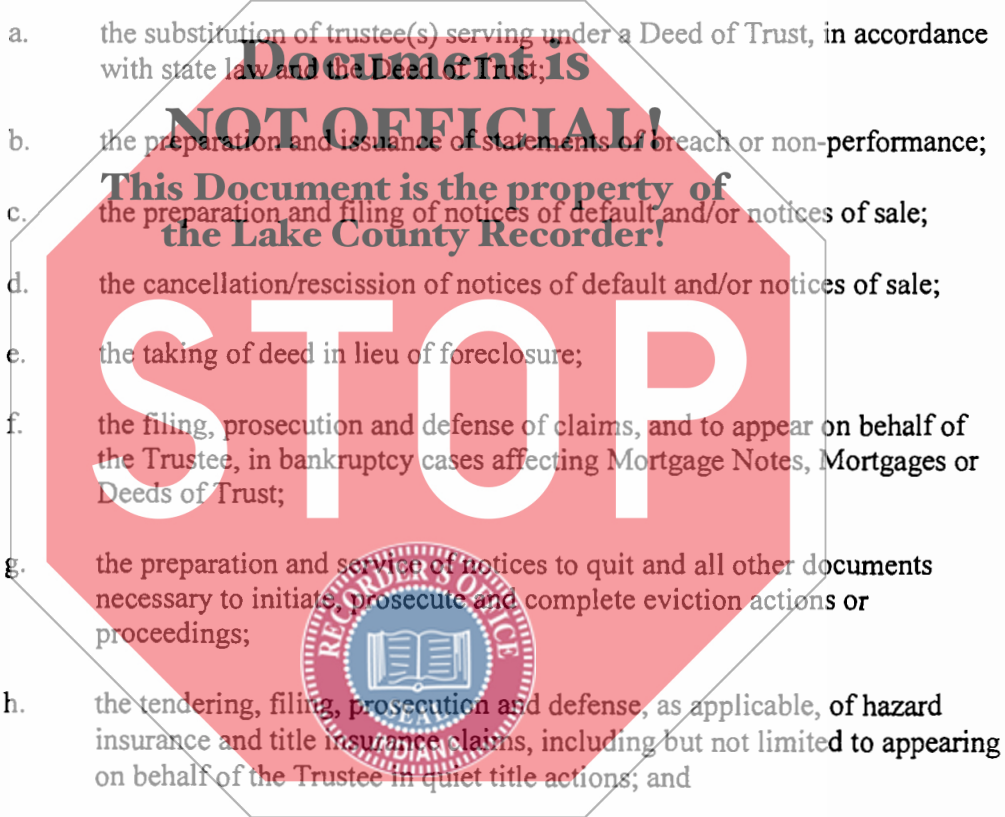 a. the substitution of trustee(s) serving under a Deed of Trust, in accordance
with state law and the Deed of Trust;
Document is
NOT OFFICIAL!
b. the preparation and issuance of statements of breach or non-performance;
This Document is the property of
the Lake County Recorder!
c. the preparation and filing of notices of default and/or notices of sale;
d. the cancellation/rescission of notices of default and/or notices of sale;
STOP
e. the taking of deed in lieu of foreclosure;
f. the filing, prosecution and defense of claims, and to appear on behalf of
the Trustee, in bankruptcy cases affecting Mortgage Notes, Mortgages or
Deeds of Trust;
g. the preparation and service of notices to quit and all other documents
necessary to initiate, prosecute and complete eviction actions or
proceedings;
RECORDER'S OFFICE
SEAL
INDIANA
h. the tendering, filing, prosecution and defense, as applicable, of hazard
insurance and title insurance claims, including but not limited to appearing
on behalf of the Trustee in quiet title actions; and